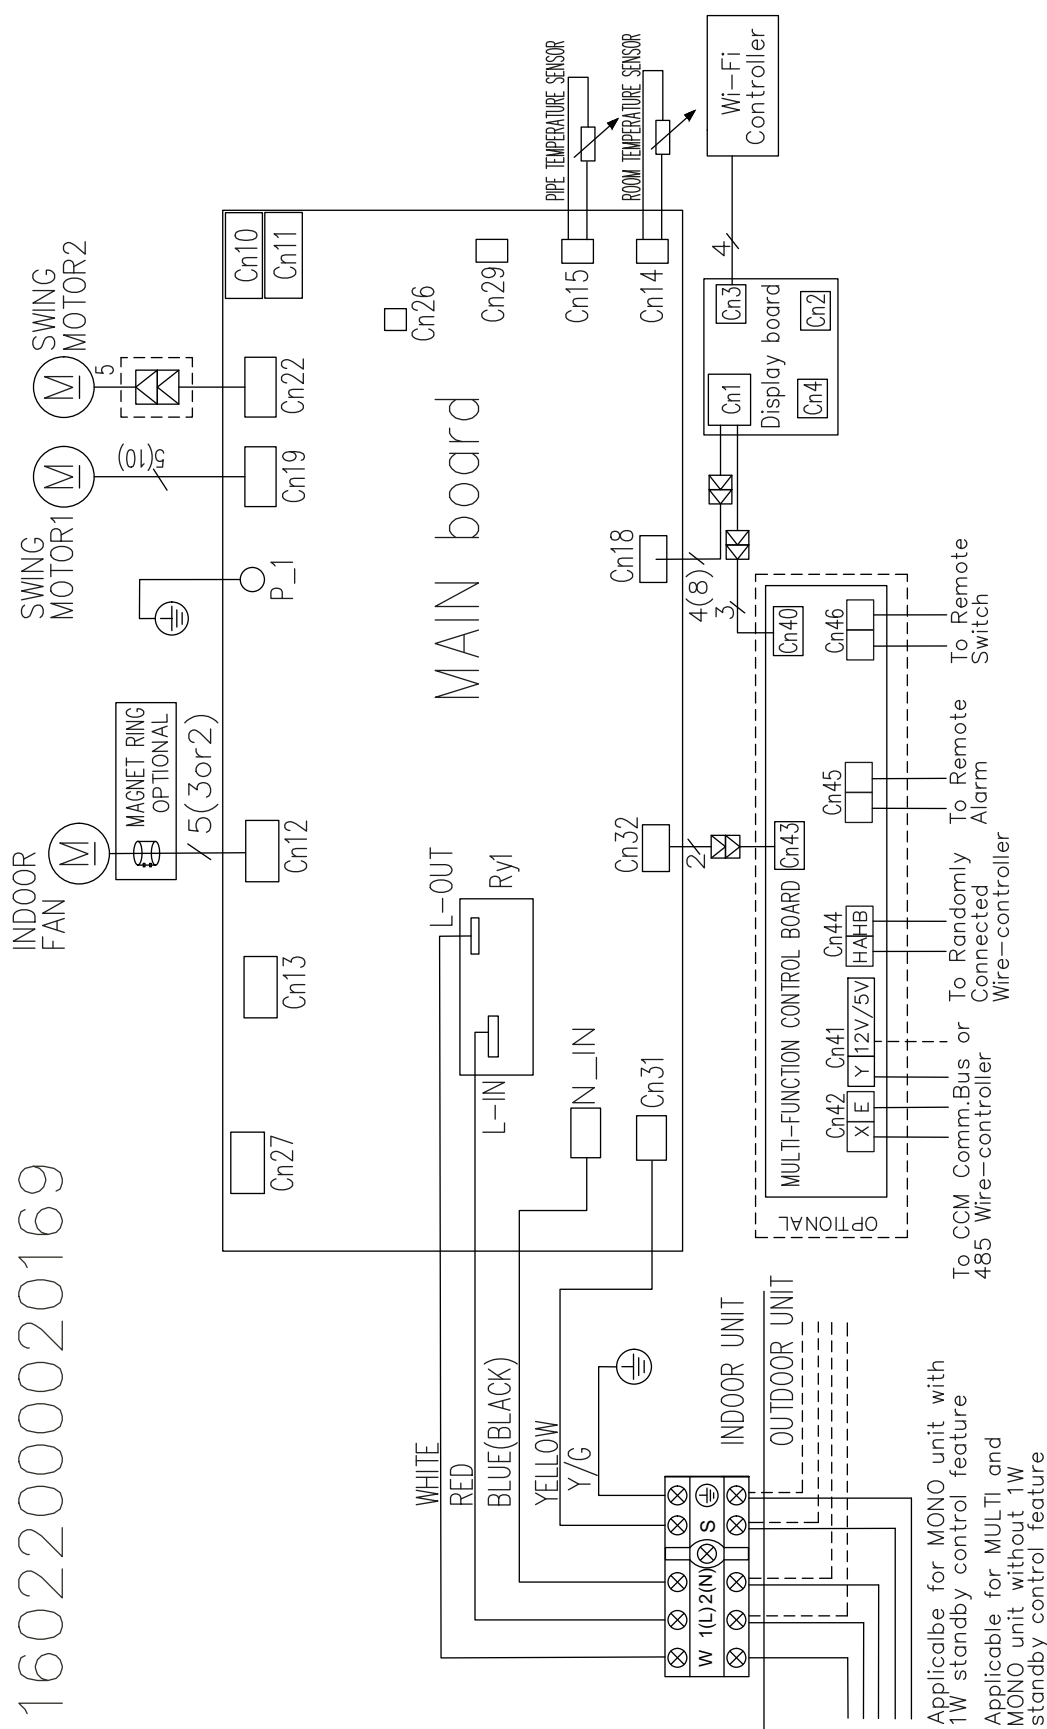 16022000020169
INDOOR
FAN
M
MAGNET RING
OPTIONAL
5(3or2)
SWING
MOTOR1
M
5(10)
SWING
MOTOR2
M
5
Cn27
Cn13
Cn12
P_1
Cn19
Cn22
Cn10
Cn11
MAIN board
L-IN
L-OUT
Ry1
N_IN
Cn31
Cn32
Cn18
Cn26
Cn29
Cn15
Cn14
PIPE TEMPERATURE SENSOR
ROOM TEMPERATURE SENSOR
Wi-Fi
Controller
4
Cn1
Cn3
Display board
Cn4
Cn2
4(8)
3
2
WHITE
RED
BLUE(BLACK)
YELLOW
Y/G
W 1(L) 2(N) S
INDOOR UNIT
OUTDOOR UNIT
OPTIONAL
MULTI-FUNCTION CONTROL BOARD
Cn43
Cn40
Cn42
X E
Cn41
Y 12V/5V
Cn44
HA HB
Cn45
Cn46
To CCM Comm.Bus or
485 Wire-controller
To Randomly
Connected
Wire-controller
To Remote
Alarm
To Remote
Switch
Applicalbe for MONO unit with
1W standby control feature
Applicable for MULTI and
MONO unit without 1W
standby control feature